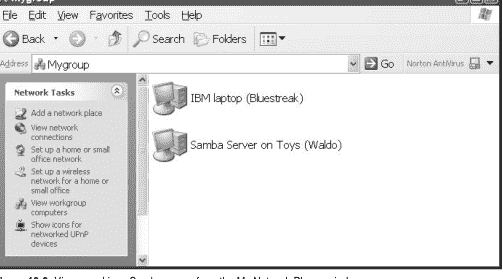 Mygroup
File Edit View Favorites Tools Help
Back Search Folders
Address Mygroup Go Norton AntiVirus
Network Tasks
Add a network place
View network
connections
Set up a home or small
office network
Set up a wireless
network for a home or
small office
View workgroup
computers
Show icons for
networked UPnP
devices
IBM laptop (Bluestreak)
Samba Server on Toys (Waldo)